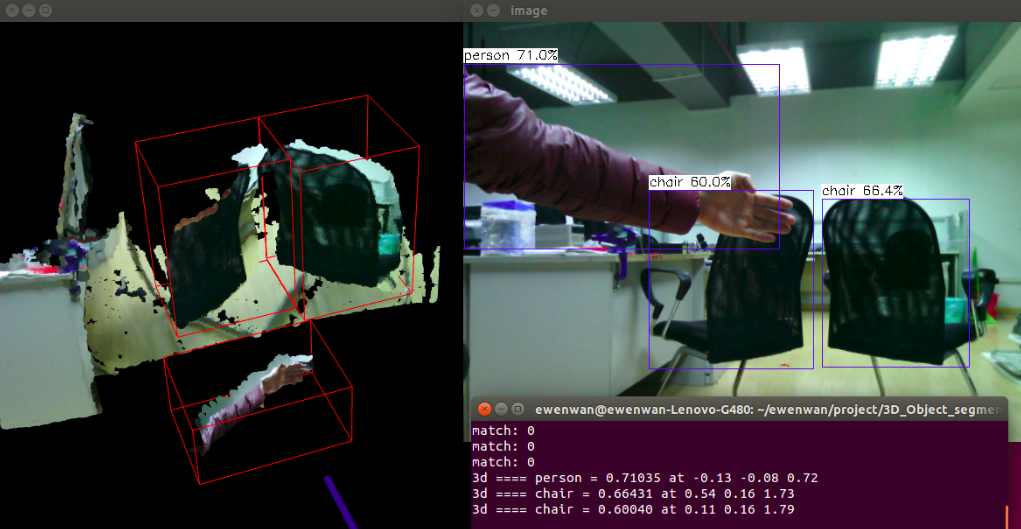 image
person 71.0%
chair 60.0%
chair 66.4%
ewenwan@ewenwan-Lenovo-G480: ~/ewenwan/project/3D_Object_segmen
match: 0
match: 0
match: 0
3d ==== person = 0.71035 at -0.13 -0.08 0.72
3d ==== chair = 0.66431 at 0.54 0.16 1.73
3d ==== chair = 0.60040 at 0.11 0.16 1.79